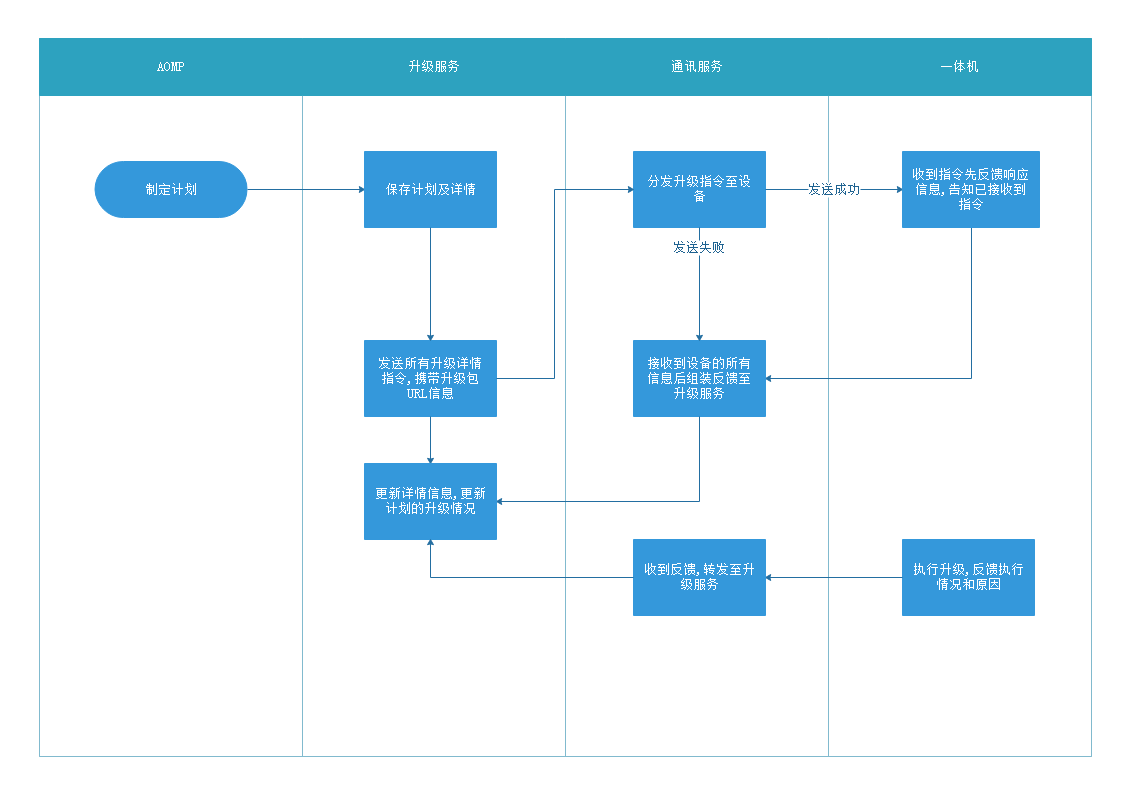 AOMP
升级服务
通讯服务
一体机
制定计划
保存计划及详情
分发升级指令至设
备
发送成功
收到指令先反馈响应
信息,告知已接收到
指令
发送失败
发送所有升级详情
指令,携带升级包
URL信息
接收到设备的所有
信息后组装反馈至
升级服务
更新详情信息,更新
计划的升级情况
收到反馈,转发至升
级服务
执行升级,反馈执行
情况和原因